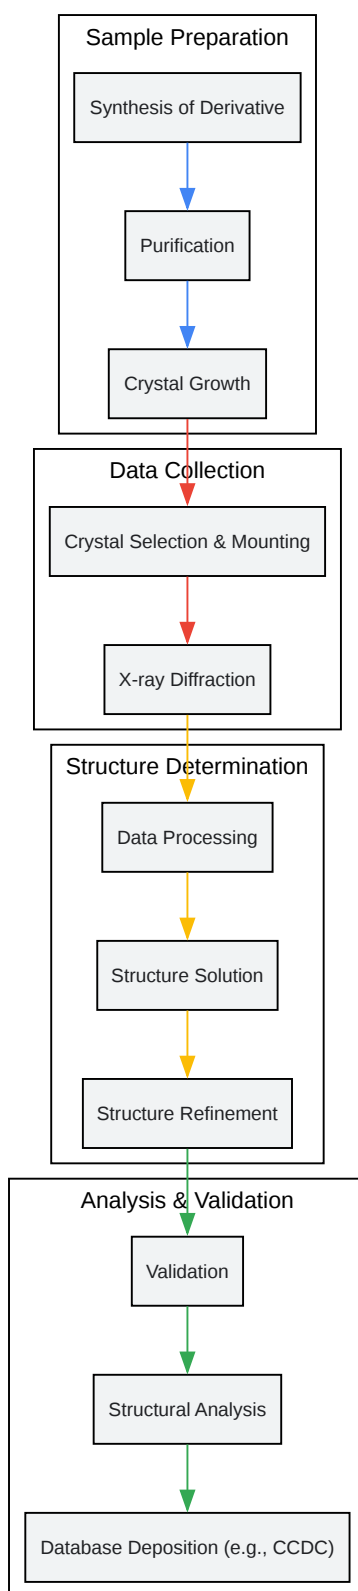 Sample Preparation
Synthesis of Derivative
Purification
Crystal Growth
Data Collection
Crystal Selection & Mounting
X-ray Diffraction
Structure Determination
Data Processing
Structure Solution
Structure Refinement
Analysis & Validation
Validation
Structural Analysis
Database Deposition (e.g., CCDC)